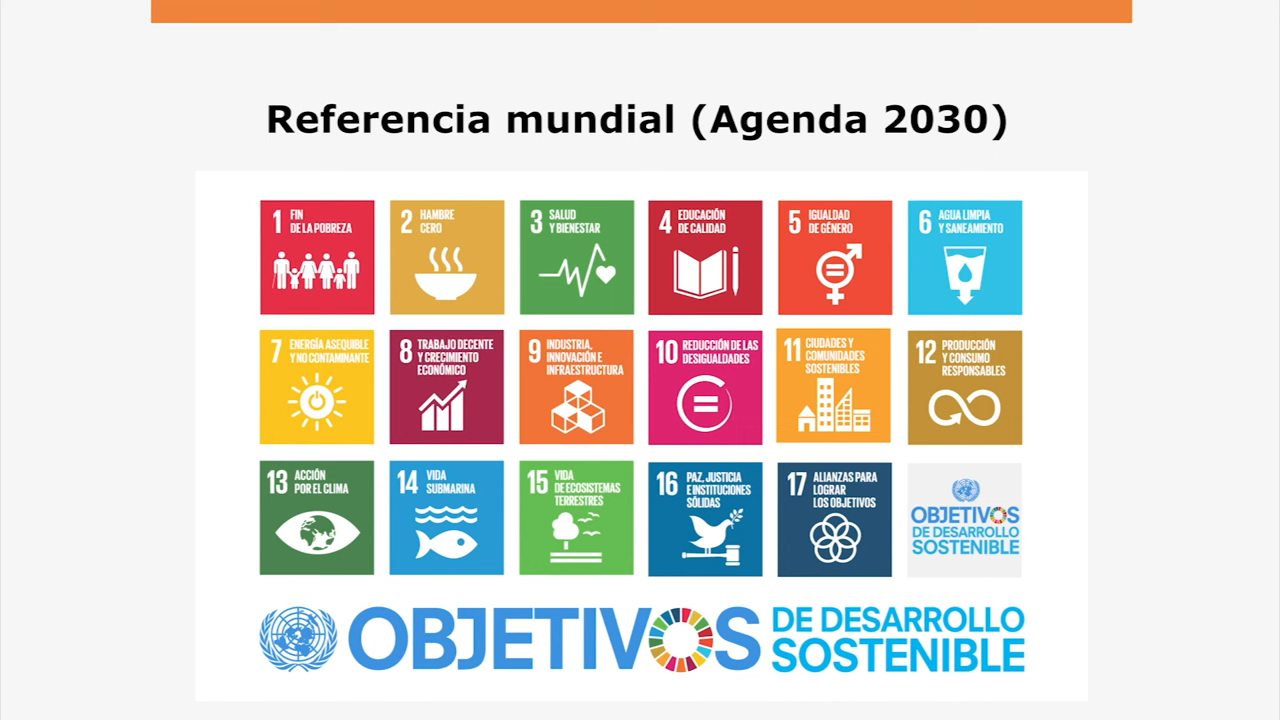 Referencia mundial (Agenda 2030)
1 FIN
DE LA POBREZA
2 HAMBRE
CERO
3 SALUD
Y BIENESTAR
4 EDUCACIÓN
DE CALIDAD
5 IGUALDAD
DE GÉNERO
6 AGUA LIMPIA
Y SANEAMIENTO
7 ENERGÍA ASEQUIBLE
Y NO CONTAMINANTE
8 TRABAJO DECENTE
Y CRECIMIENTO
ECONÓMICO
9 INDUSTRIA,
INNOVACIÓN E
INFRAESTRUCTURA
10 REDUCCIÓN DE LAS
DESIGUALDADES
11 CIUDADES Y
COMUNIDADES
SOSTENIBLES
12 PRODUCCIÓN
Y CONSUMO
RESPONSABLES
13 ACCIÓN
POR EL CLIMA
14 VIDA
SUBMARINA
15 VIDA
DE ECOSISTEMAS
TERRESTRES
16 PAZ, JUSTICIA
E INSTITUCIONES
SÓLIDAS
17 ALIANZAS PARA
LOGRAR
LOS OBJETIVOS
OBJETIVOS
DE DESARROLLO
SOSTENIBLE
OBJETIVOS DE DESARROLLO
SOSTENIBLE